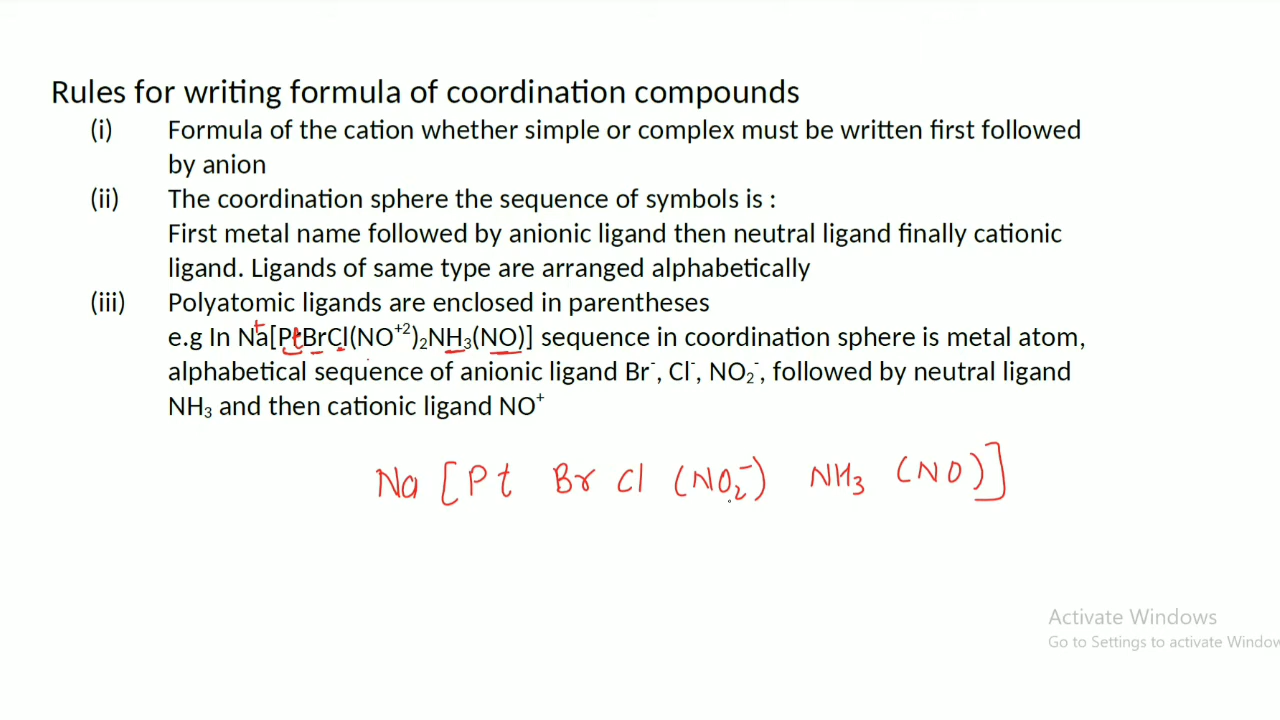 Rules for writing formula of coordination compounds
(i) Formula of the cation whether simple or complex must be written first followed
by anion
(ii) The coordination sphere the sequence of symbols is :
First metal name followed by anionic ligand then neutral ligand finally cationic
ligand. Ligands of same type are arranged alphabetically
(iii) Polyatomic ligands are enclosed in parentheses
e.g In Na⁺[PtBrCl(NO⁺²)₂NH₃(NO)] sequence in coordination sphere is metal atom,
alphabetical sequence of anionic ligand Br⁻, Cl⁻, NO₂⁻, followed by neutral ligand
NH₃ and then cationic ligand NO⁺
Na [Pt Br Cl (NO₂⁻) NH₃ (NO)]
Activate Windows
Go to Settings to activate Window